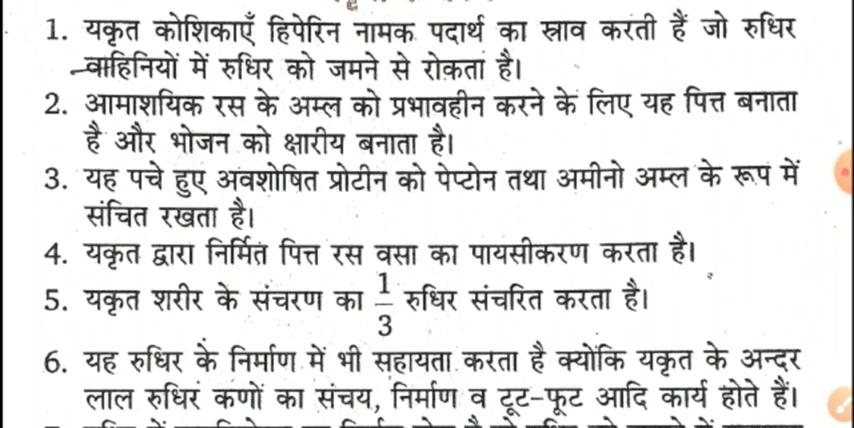 1. यकृत कोशिकाएँ हिपेरिन नामक पदार्थ का स्राव करती हैं जो रुधिर
वाहिनियों में रुधिर को जमने से रोकता है।
2. आमाशयिक रस के अम्ल को प्रभावहीन करने के लिए यह पित्त बनाता
है और भोजन को क्षारीय बनाता है।
3. यह पचे हुए अवशोषित प्रोटीन को पेप्टोन तथा अमीनो अम्ल के रूप में
संचित रखता है।
4. यकृत द्वारा निर्मित पित्त रस वसा का पायसीकरण करता है।
5. यकृत शरीर के संचरण का 1/3 रुधिर संचरित करता है।
6. यह रुधिर के निर्माण में भी सहायता करता है क्योंकि यकृत के अन्दर
लाल रुधिर कणों का संचय, निर्माण व टूट-फूट आदि कार्य होते हैं।